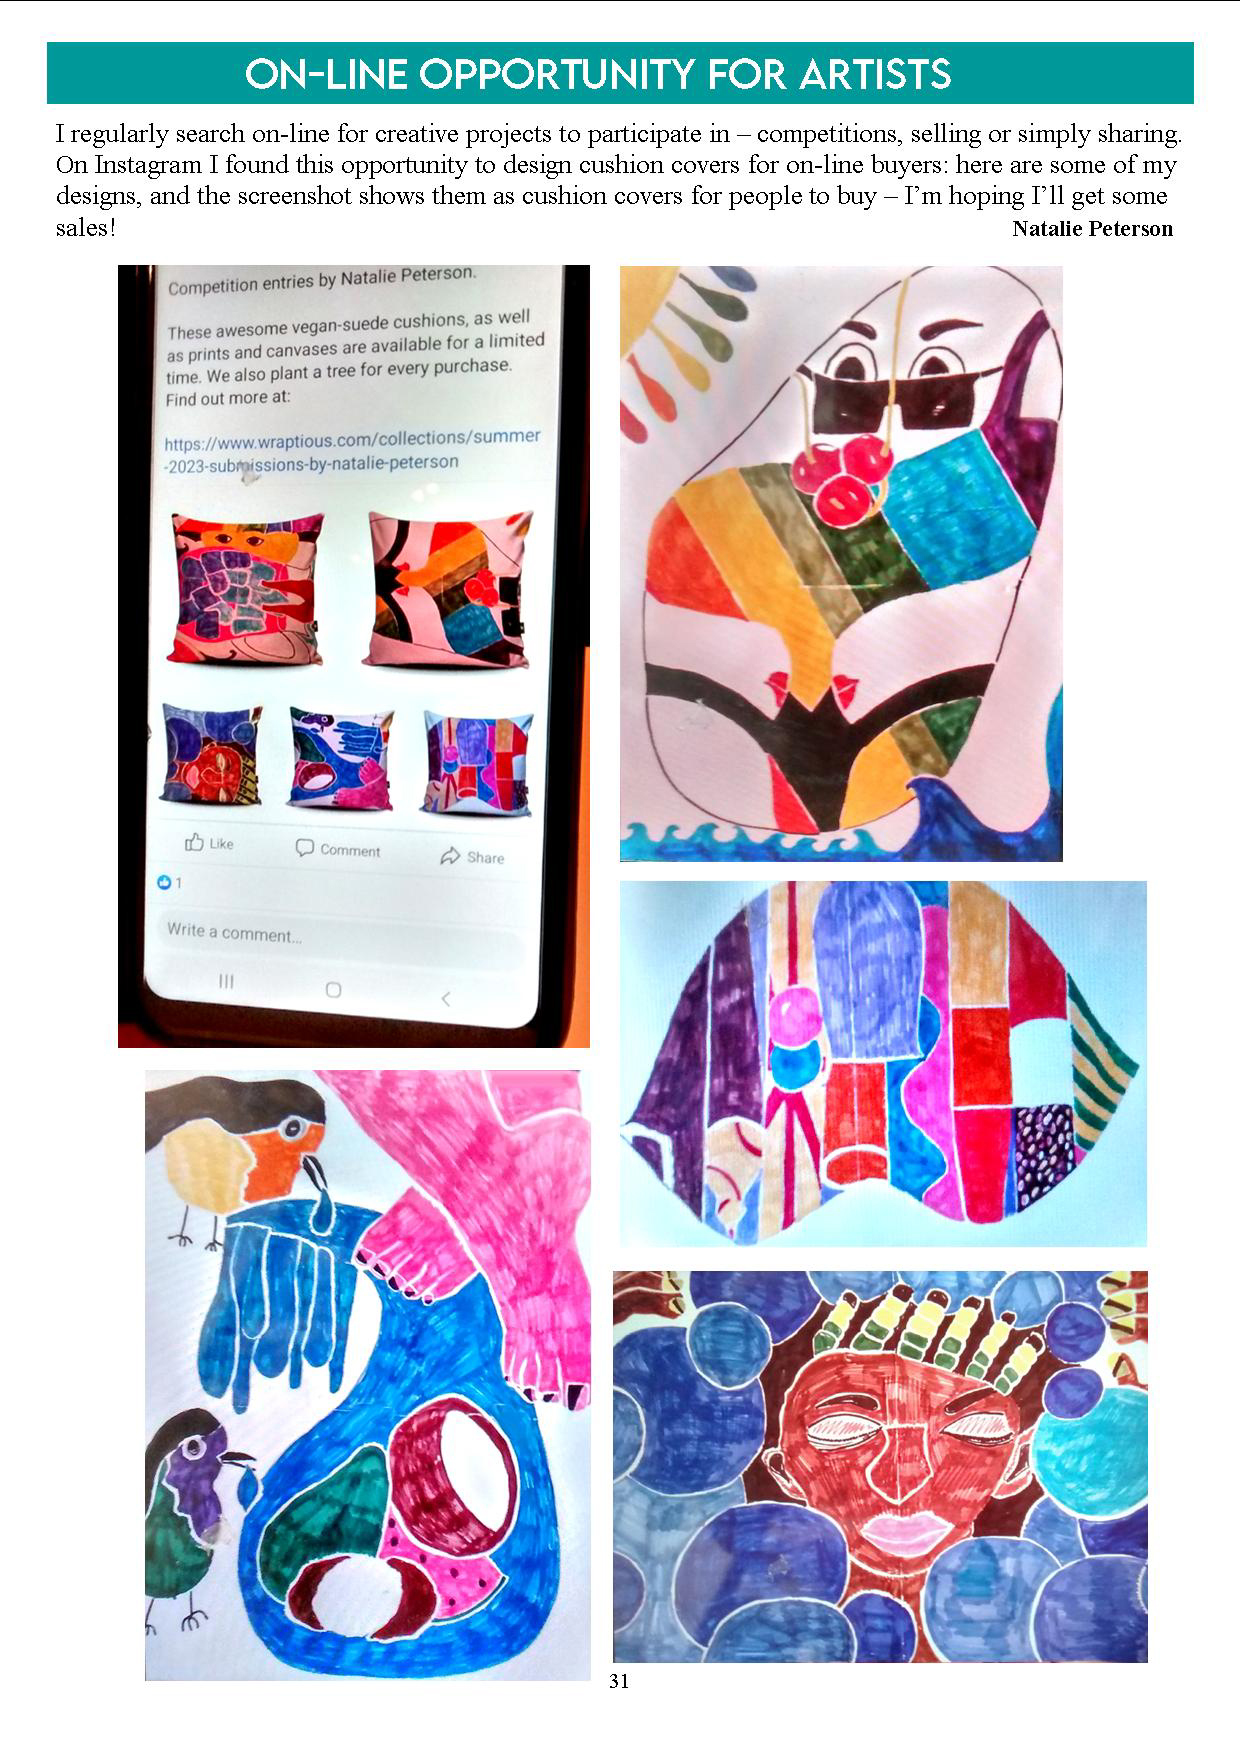 ON-LINE OPPORTUNITY FOR ARTISTS
I regularly search on-line for creative projects to participate in – competitions, selling or simply sharing.
On Instagram I found this opportunity to design cushion covers for on-line buyers: here are some of my
designs, and the screenshot shows them as cushion covers for people to buy – I’m hoping I’ll get some
sales! Natalie Peterson
Competition entries by Natalie Peterson.
These awesome vegan-suede cushions, as well
as prints and canvases are available for a limited
time. We also plant a tree for every purchase.
Find out more at:
https://www.wraptious.com/collections/summer
-2023-submissions-by-natalie-peterson
Like Comment Share
1
Write a comment...
31